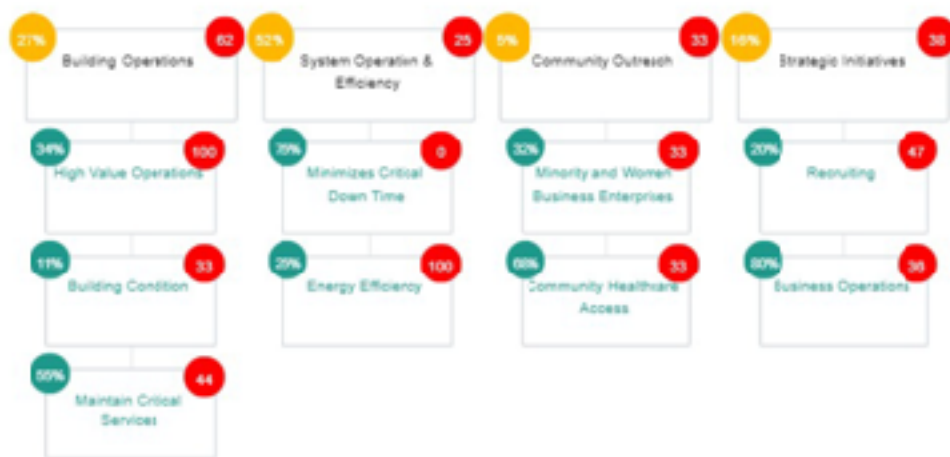 27%
62
Building Operations
52%
25
System Operation &
Efficiency
5%
33
Community Outreach
16%
38
Strategic Initiatives
34%
100
High Value Operations
75%
0
Minimizes Critical
Down Time
32%
33
Minority and Women
Business Enterprises
20%
47
Recruiting
11%
33
Building Condition
25%
100
Energy Efficiency
68%
33
Community Healthcare
Access
80%
36
Business Operations
55%
44
Maintain Critical
Services